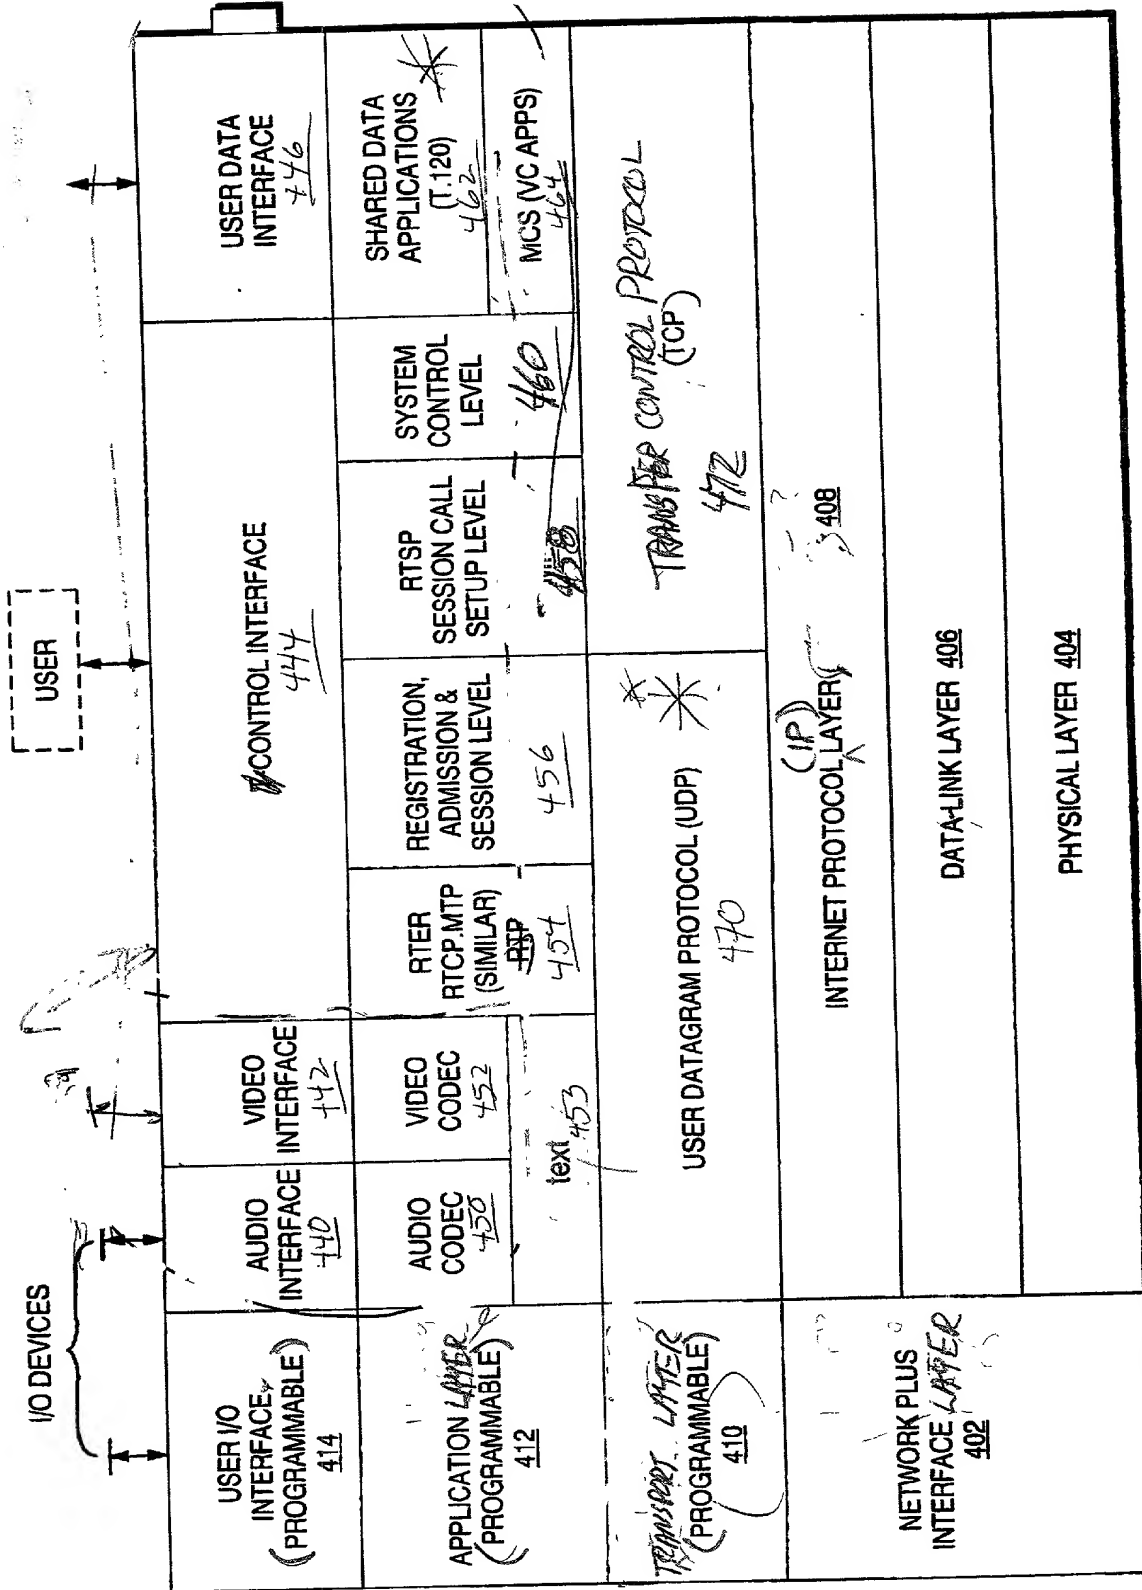 I/O DEVICES
USER
USER I/O
INTERFACE
(PROGRAMMABLE)
414
AUDIO
INTERFACE
440
VIDEO
INTERFACE
442
CONTROL INTERFACE
444
USER DATA
INTERFACE
446
APPLICATION LAYER
(PROGRAMMABLE)
412
AUDIO
CODEC
450
VIDEO
CODEC
452
text 453
RTER
RTCP.MTP
(SIMILAR)
RTP
454
REGISTRATION,
ADMISSION &
SESSION LEVEL
456
RTSP
SESSION CALL
SETUP LEVEL
458
SYSTEM
CONTROL
LEVEL
460
SHARED DATA
APPLICATIONS
(T.120)
462
MCS (VC APPS)
464
TRANSPORT LAYER
(PROGRAMMABLE)
410
USER DATAGRAM PROTOCOL (UDP)
470
TRANSFER CONTROL PROTOCOL
(TCP)
472
NETWORK PLUS
INTERFACE LAYER
402
(IP)
INTERNET PROTOCOL LAYER
408
DATA-LINK LAYER 406
PHYSICAL LAYER 404